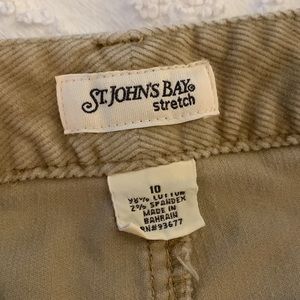 ST. JOHN'S BAY®
stretch
10
98% COTTON
2% SPANDEX
MADE IN
BAHRAIN
RN#93677